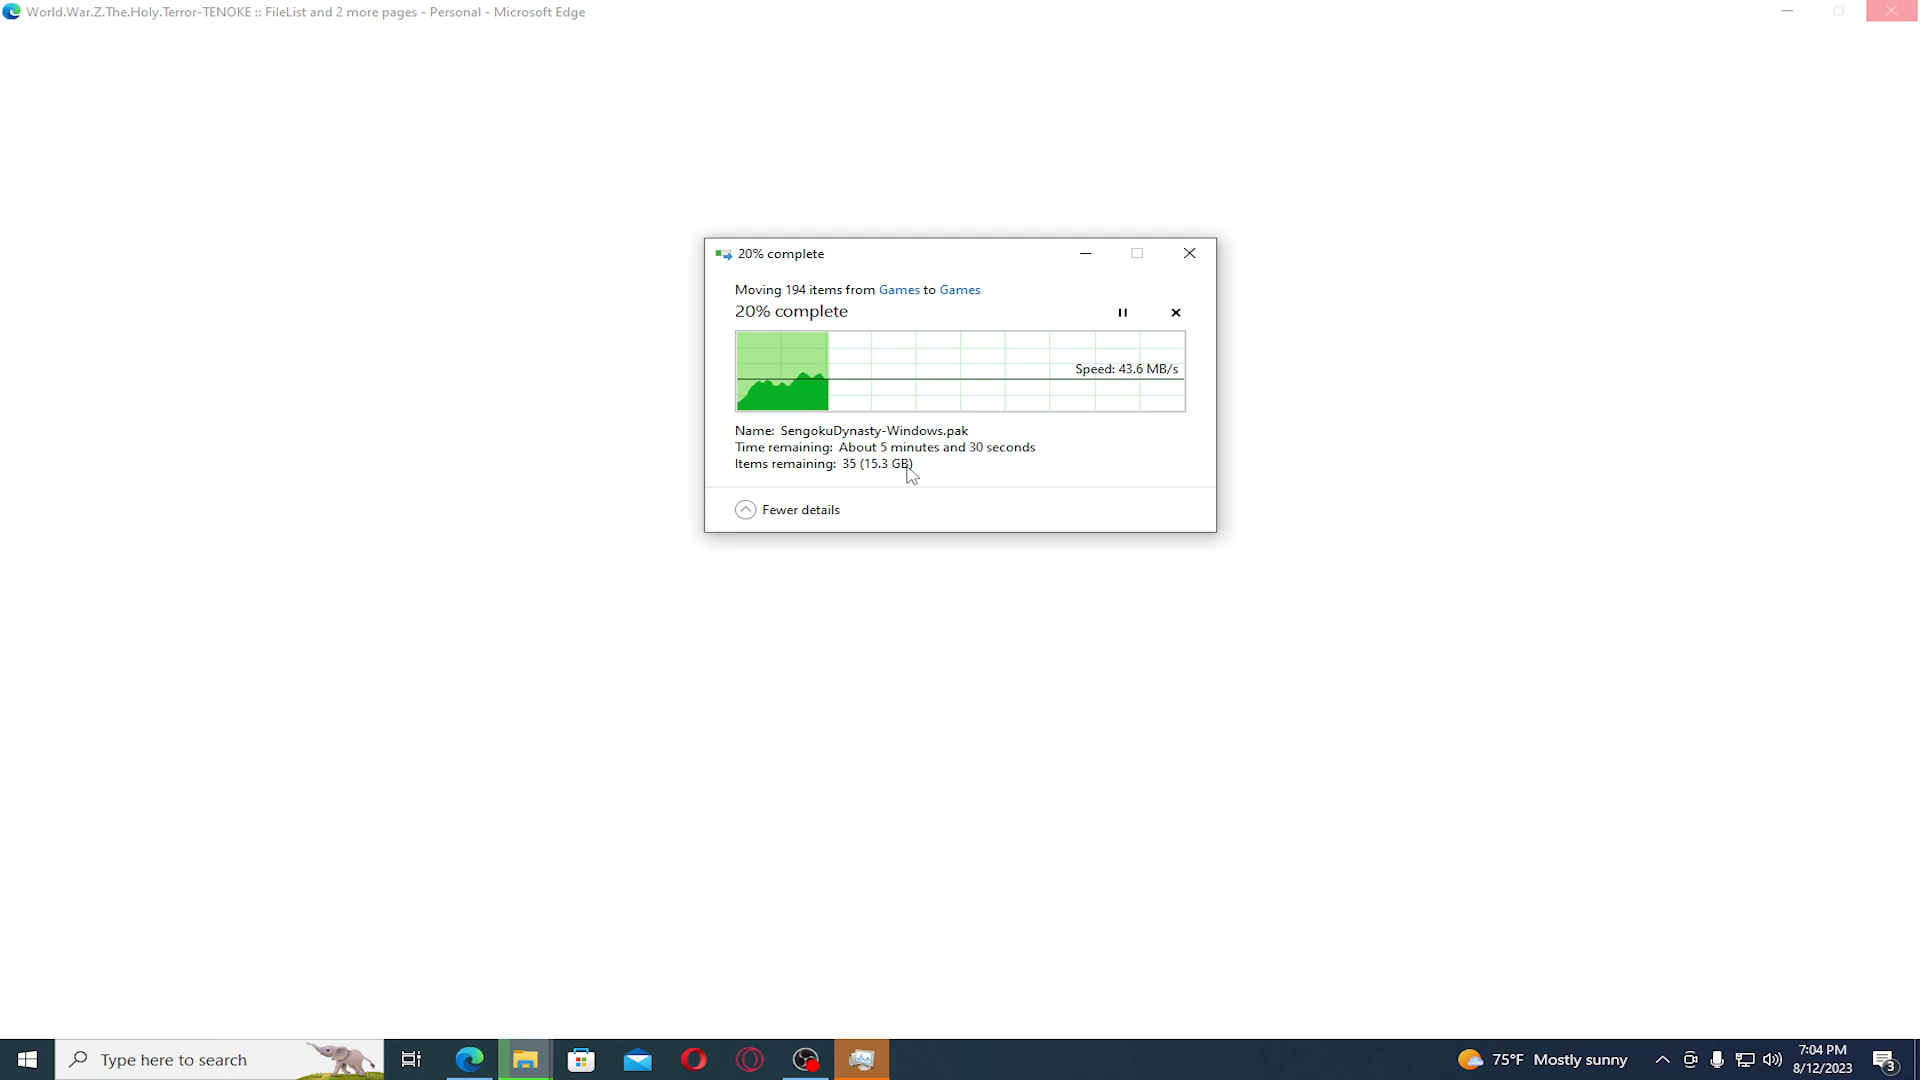 World.War.Z.The.Holy.Terror-TENOKE :: FileList and 2 more pages - Personal - Microsoft Edge
20% complete
Moving 194 items from Games to Games
20% complete
Speed: 43.6 MB/s
Name: SengokuDynasty-Windows.pak
Time remaining: About 5 minutes and 30 seconds
Items remaining: 35 (15.3 GB)
Fewer details
Type here to search
75°F Mostly sunny
7:04 PM
8/12/2023
3